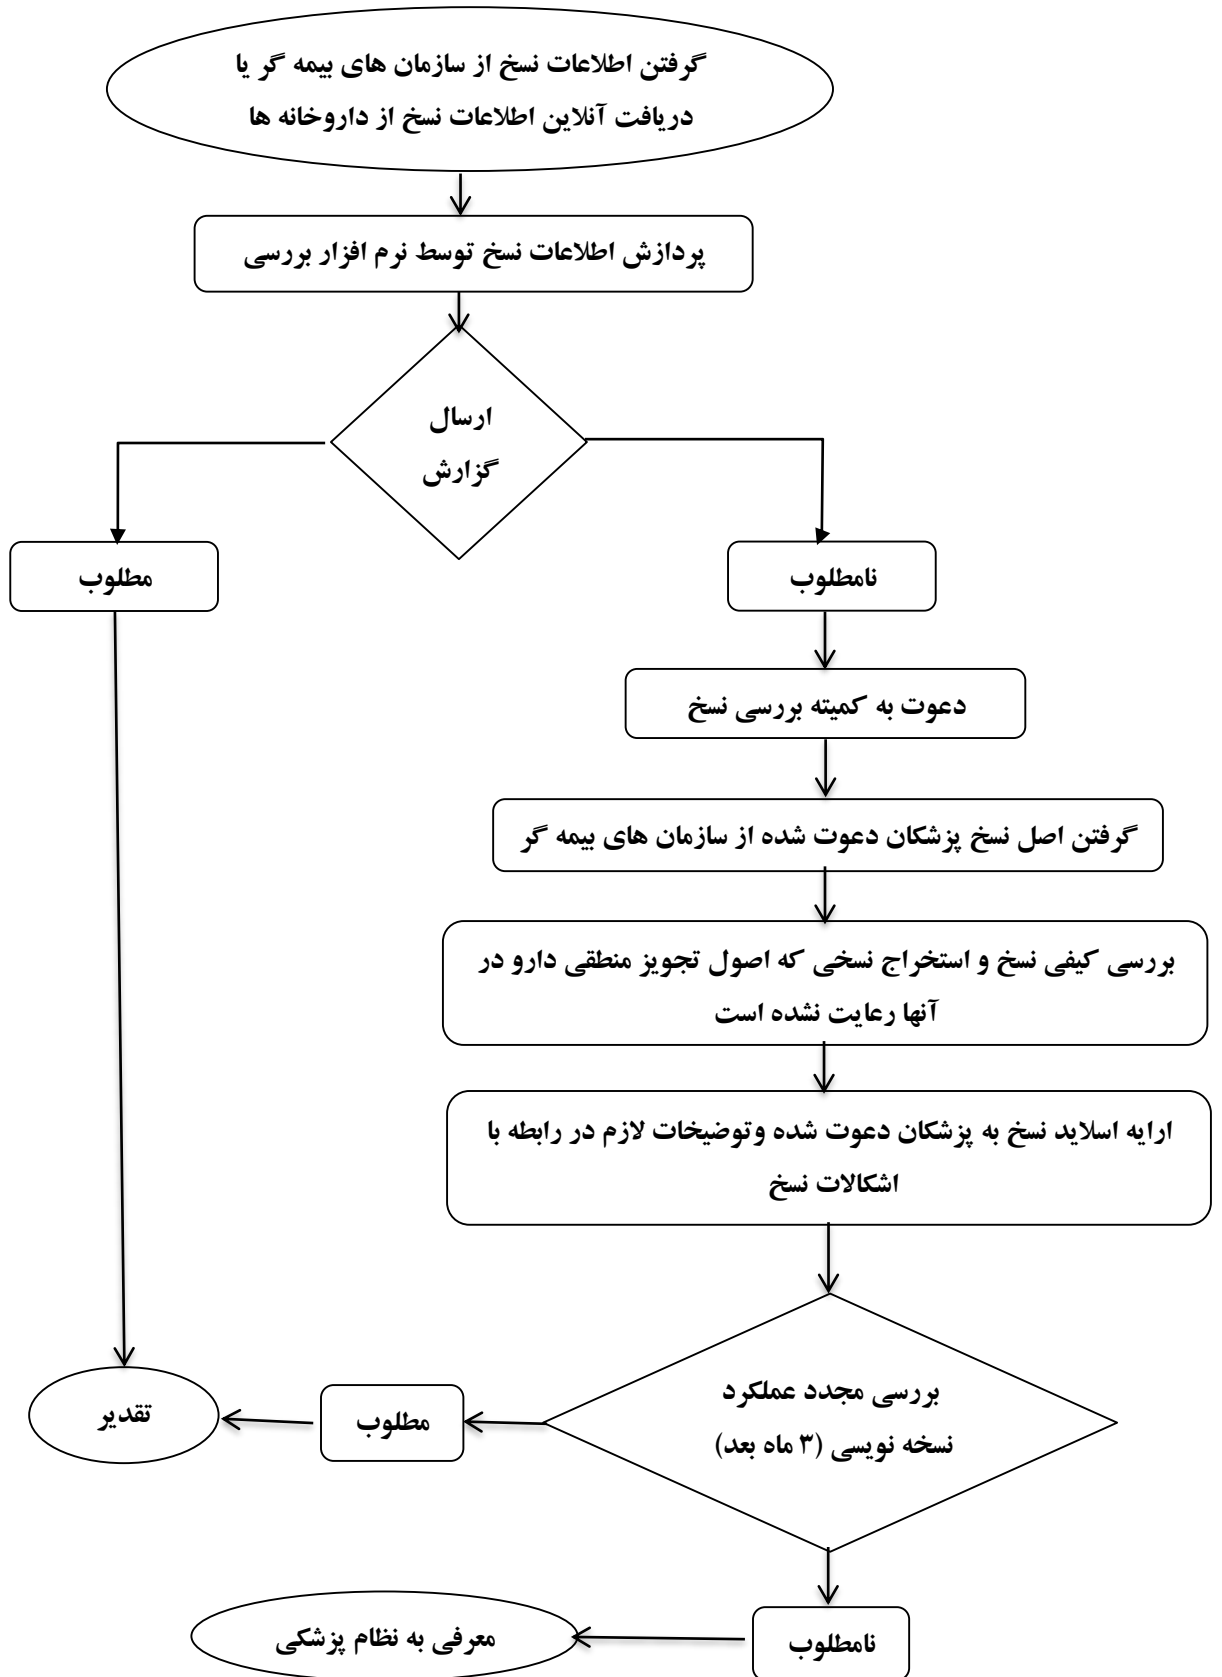 گرفتن اطلاعات نسخ از سازمان های بیمه گر یا
دریافت آنلاین اطلاعات نسخ از داروخانه ها
پردازش اطلاعات نسخ توسط نرم افزار بررسی
ارسال
گزارش
مطلوب
نامطلوب
دعوت به کمیته بررسی نسخ
گرفتن اصل نسخ پزشکان دعوت شده از سازمان های بیمه گر
بررسی کیفی نسخ و استخراج نسخی که اصول تجویز منطقی دارو در
آنها رعایت نشده است
ارایه اسلاید نسخ به پزشکان دعوت شده وتوضیخات لازم در رابطه با
اشکالات نسخ
بررسی مجدد عملکرد
نسخه نویسی (۳ ماه بعد)
مطلوب
تقدیر
نامطلوب
معرفی به نظام پزشکی